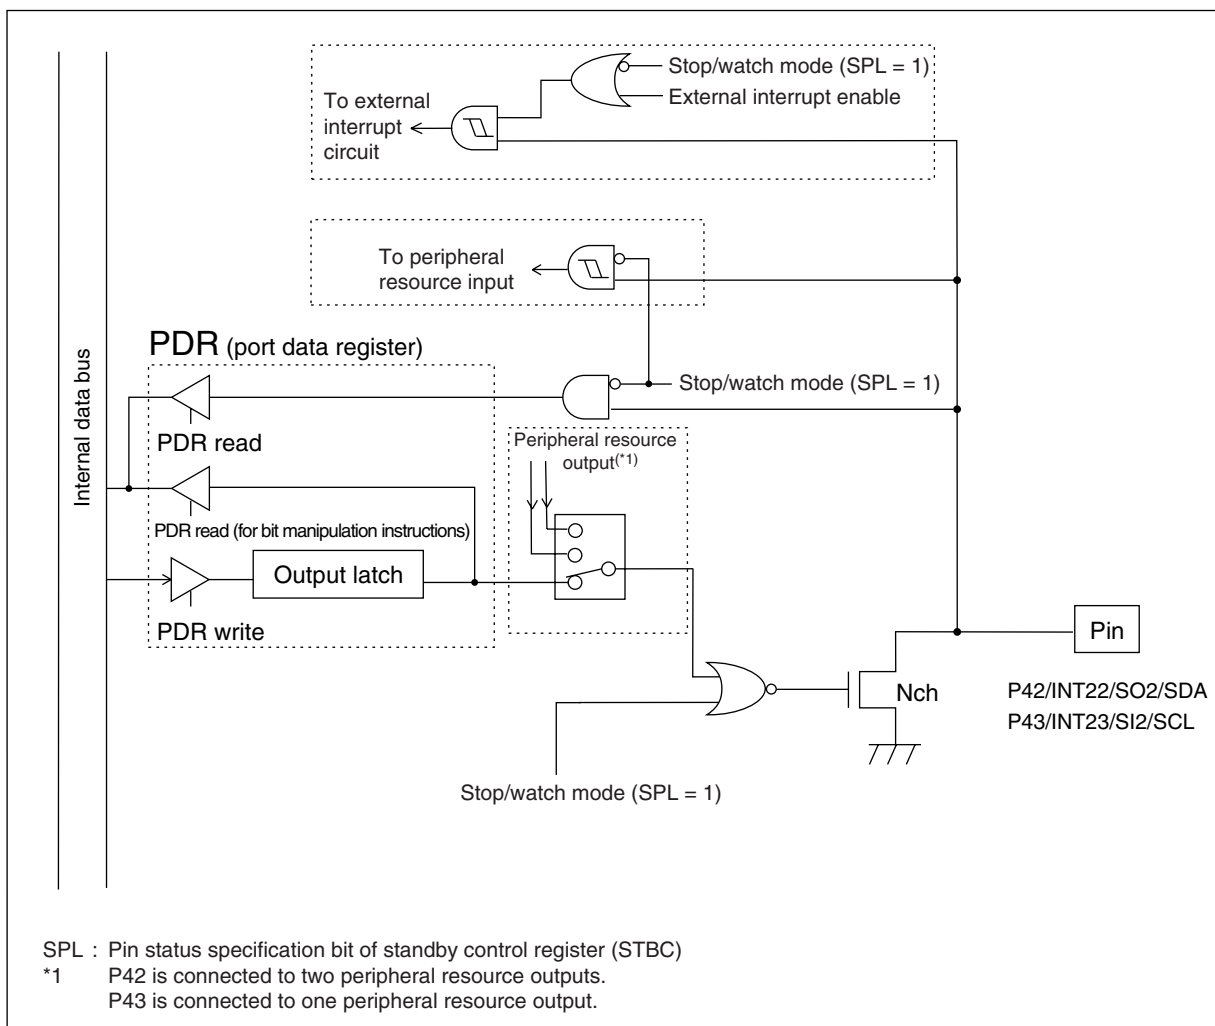 Stop/watch mode (SPL = 1)
External interrupt enable
To external
interrupt
circuit
To peripheral
resource input
PDR (port data register)
Stop/watch mode (SPL = 1)
Internal data bus
PDR read
Peripheral resource
output(*1)
PDR read (for bit manipulation instructions)
Output latch
PDR write
Pin
Nch
P42/INT22/SO2/SDA
P43/INT23/SI2/SCL
Stop/watch mode (SPL = 1)
SPL : Pin status specification bit of standby control register (STBC)
*1 P42 is connected to two peripheral resource outputs.
P43 is connected to one peripheral resource output.